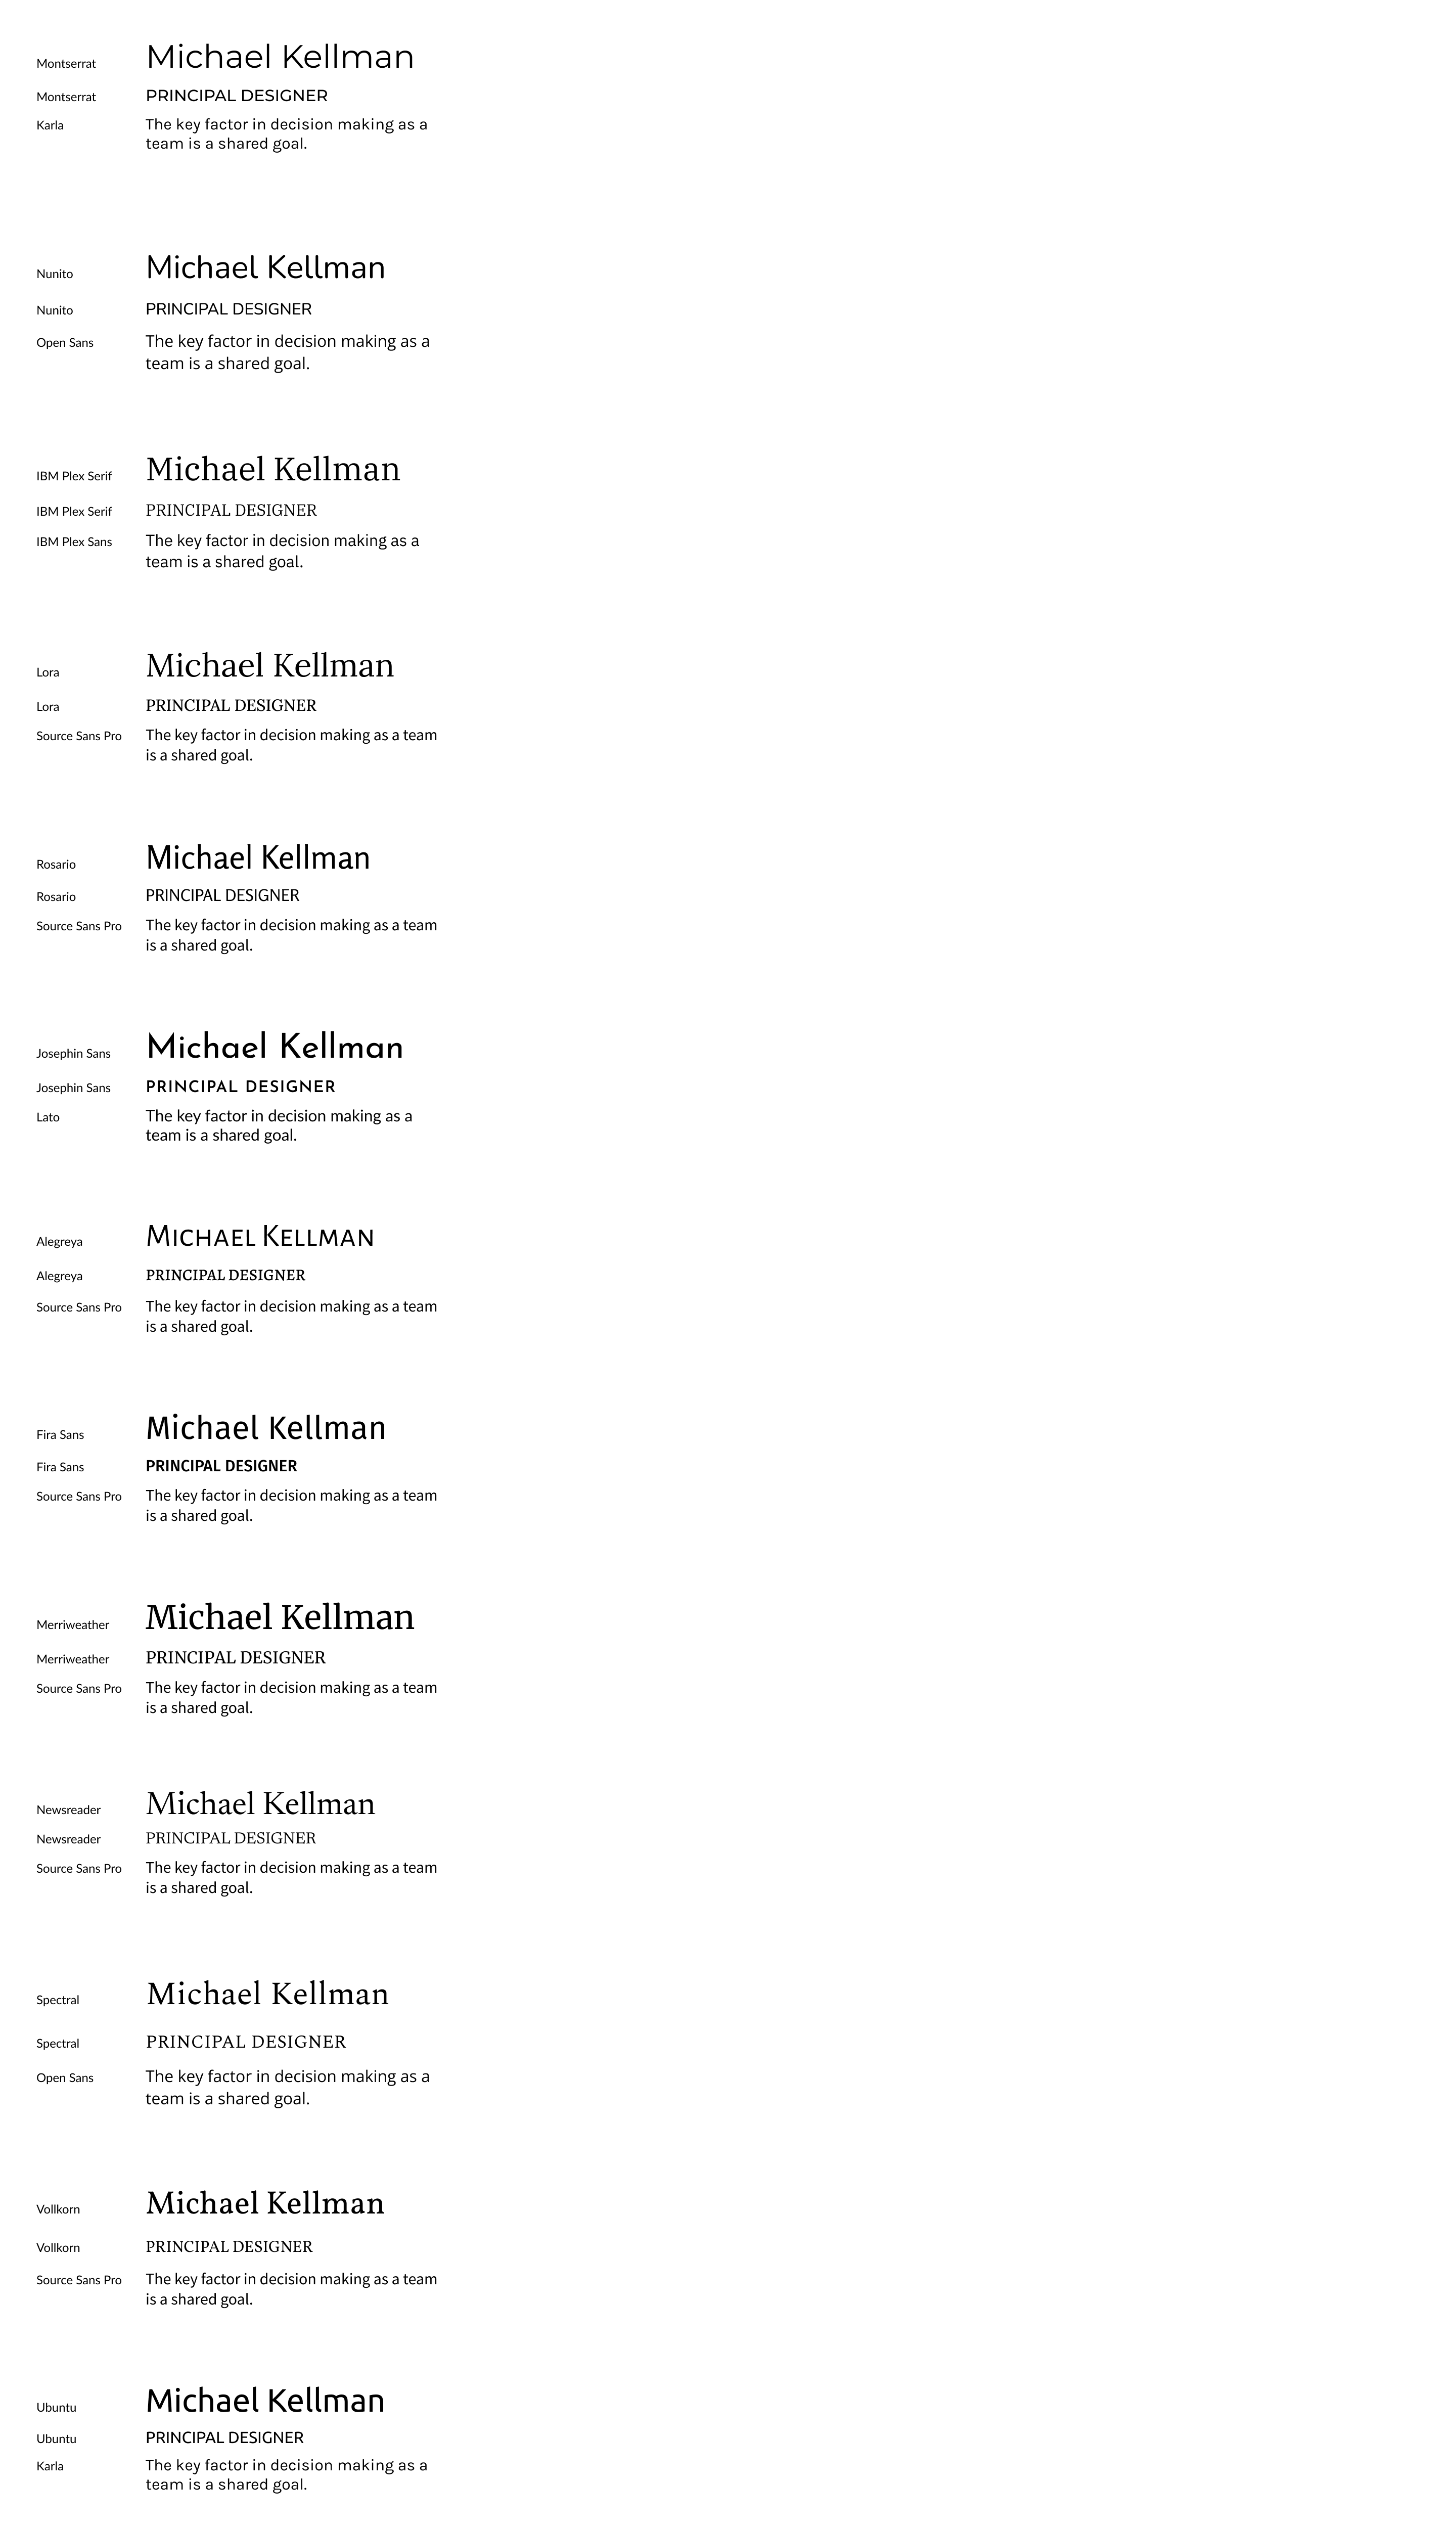 Montserrat Michael Kellman
Montserrat PRINCIPAL DESIGNER
Karla The key factor in decision making as a
team is a shared goal.
Nunito Michael Kellman
Nunito PRINCIPAL DESIGNER
Open Sans The key factor in decision making as a
team is a shared goal.
IBM Plex Serif Michael Kellman
IBM Plex Serif PRINCIPAL DESIGNER
IBM Plex Sans The key factor in decision making as a
team is a shared goal.
Lora Michael Kellman
Lora PRINCIPAL DESIGNER
Source Sans Pro The key factor in decision making as a team
is a shared goal.
Rosario Michael Kellman
Rosario PRINCIPAL DESIGNER
Source Sans Pro The key factor in decision making as a team
is a shared goal.
Josephin Sans Michael Kellman
Josephin Sans PRINCIPAL DESIGNER
Lato The key factor in decision making as a
team is a shared goal.
Alegreya Michael Kellman
Alegreya PRINCIPAL DESIGNER
Source Sans Pro The key factor in decision making as a team
is a shared goal.
Fira Sans Michael Kellman
Fira Sans PRINCIPAL DESIGNER
Source Sans Pro The key factor in decision making as a team
is a shared goal.
Merriweather Michael Kellman
Merriweather PRINCIPAL DESIGNER
Source Sans Pro The key factor in decision making as a team
is a shared goal.
Newsreader Michael Kellman
Newsreader PRINCIPAL DESIGNER
Source Sans Pro The key factor in decision making as a team
is a shared goal.
Spectral Michael Kellman
Spectral PRINCIPAL DESIGNER
Open Sans The key factor in decision making as a
team is a shared goal.
Vollkorn Michael Kellman
Vollkorn PRINCIPAL DESIGNER
Source Sans Pro The key factor in decision making as a team
is a shared goal.
Ubuntu Michael Kellman
Ubuntu PRINCIPAL DESIGNER
Karla The key factor in decision making as a
team is a shared goal.